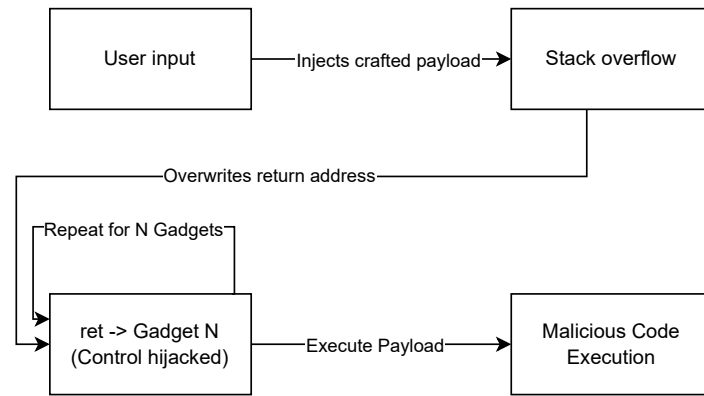 User input
Injects crafted payload
Stack overflow
Overwrites return address
Repeat for N Gadgets
ret -> Gadget N
(Control hijacked)
Execute Payload
Malicious Code
Execution